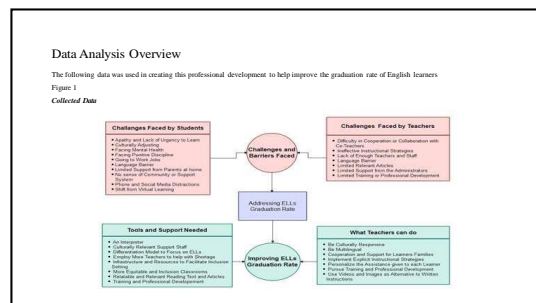 Data Analysis Overview
The following data was used in creating this professional development to help improve the graduation rate of English learners
Figure 1
Collected Data
Challenges Faced by Students
Apathy and Lack of Urgency to Learn
Culturally Adjusting
Facing Mental Health
Facing Punitive Discipline
Going to Work Jobs
Language Barrier
Limited Support from Parents at home
No sense of Community or Support
System
Phone and Social Media Distractions
Shift from Virtual Learning
Challenges and
Barriers Faced
Challenges Faced by Teachers
Difficulty in Cooperation or Collaboration with
Co-Teachers
Ineffective Instructional Strategies
Lack of Enough Teachers and Staff
Language Barrier
Limited Relevant Articles
Limited Support from the Administrators
Limited Training or Professional Development
Addressing ELLs
Graduation Rate
Tools and Support Needed
An Interpreter
Culturally Relevant Support Staff
Differentiation Model to Focus on ELLs
Employ More Teachers to help with Shortage
Infrastructure and Resources to Facilitate Inclusion
Setting
More Equitable and Inclusion Classrooms
Relatable and Relevant Reading Text and Articles
Training and Professional Development
Improving ELLs
Graduation Rate
What Teachers can do
Be Culturally Responsive
Be Multilingual
Cooperation and Support for Learners Families
Implement Explicit Instructional Strategies
Personalize the Assistance given to each Learner
Pursue Training and Professional Development
Use Videos and Images as Alternative to Written
Instructions